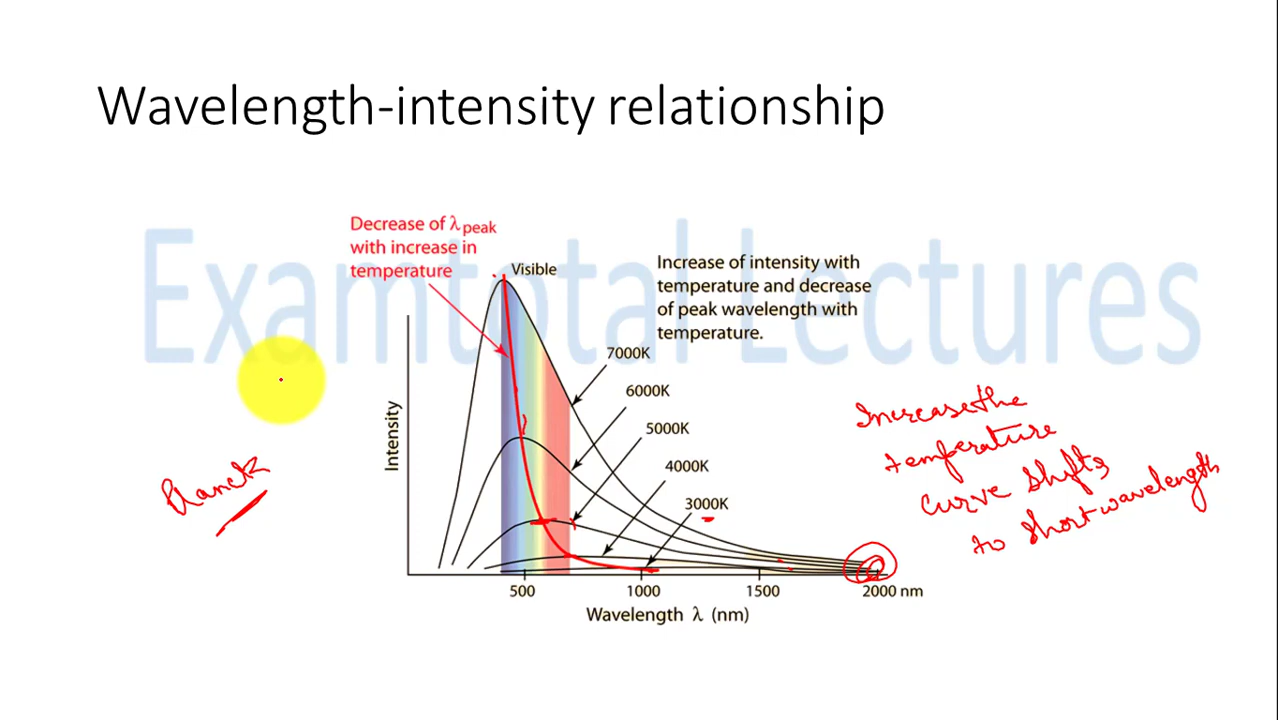 Wavelength-intensity relationship
Examtotal Lectures
Decrease of λpeak
with increase in
temperature
Visible
Increase of intensity with
temperature and decrease
of peak wavelength with
temperature.
7000K
6000K
5000K
4000K
3000K
Intensity
500
1000
1500
2000 nm
Wavelength λ (nm)
Planck
Increase the
temperature
curve shifts
to short wavelength